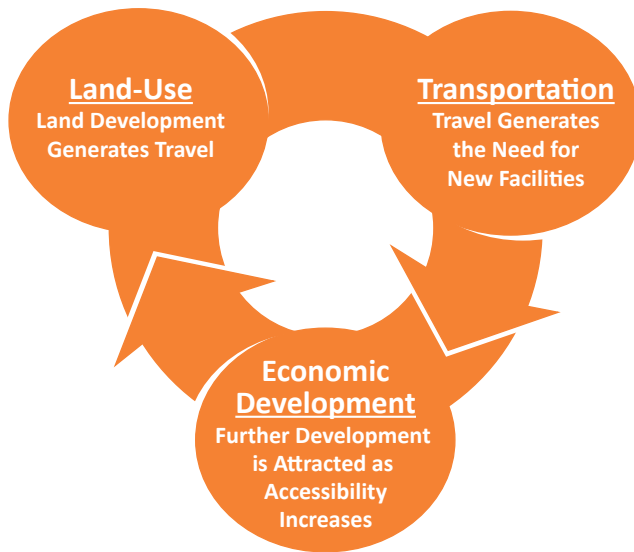 Land-Use
Land Development
Generates Travel
Transportation
Travel Generates
the Need for
New Facilities
Economic
Development
Further Development
is Attracted as
Accessibility
Increases